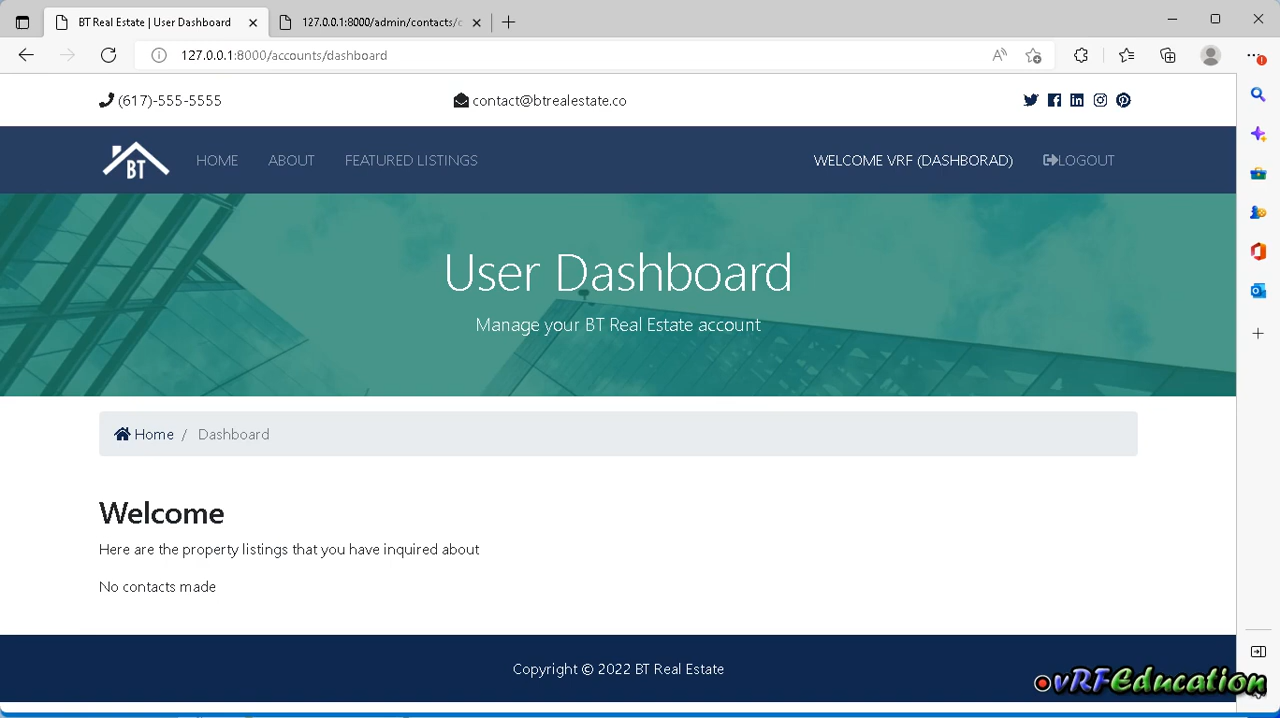 BT Real Estate | User Dashboard
127.0.0.1:8000/admin/contacts/c
127.0.0.1:8000/accounts/dashboard
(617)-555-5555
contact@btrealestate.co
BT
HOME
ABOUT
FEATURED LISTINGS
WELCOME VRF (DASHBORAD)
LOGOUT
User Dashboard
Manage your BT Real Estate account
Home / Dashboard
Welcome
Here are the property listings that you have inquired about
No contacts made
Copyright © 2022 BT Real Estate
vRFEducation